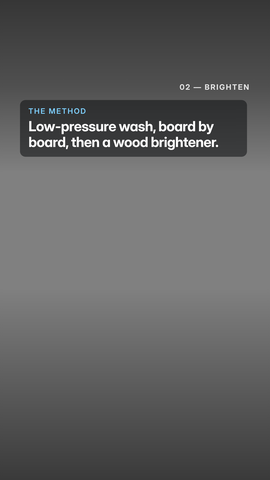 02 — BRIGHTEN
THE METHOD
Low-pressure wash, board by
board, then a wood brightener.